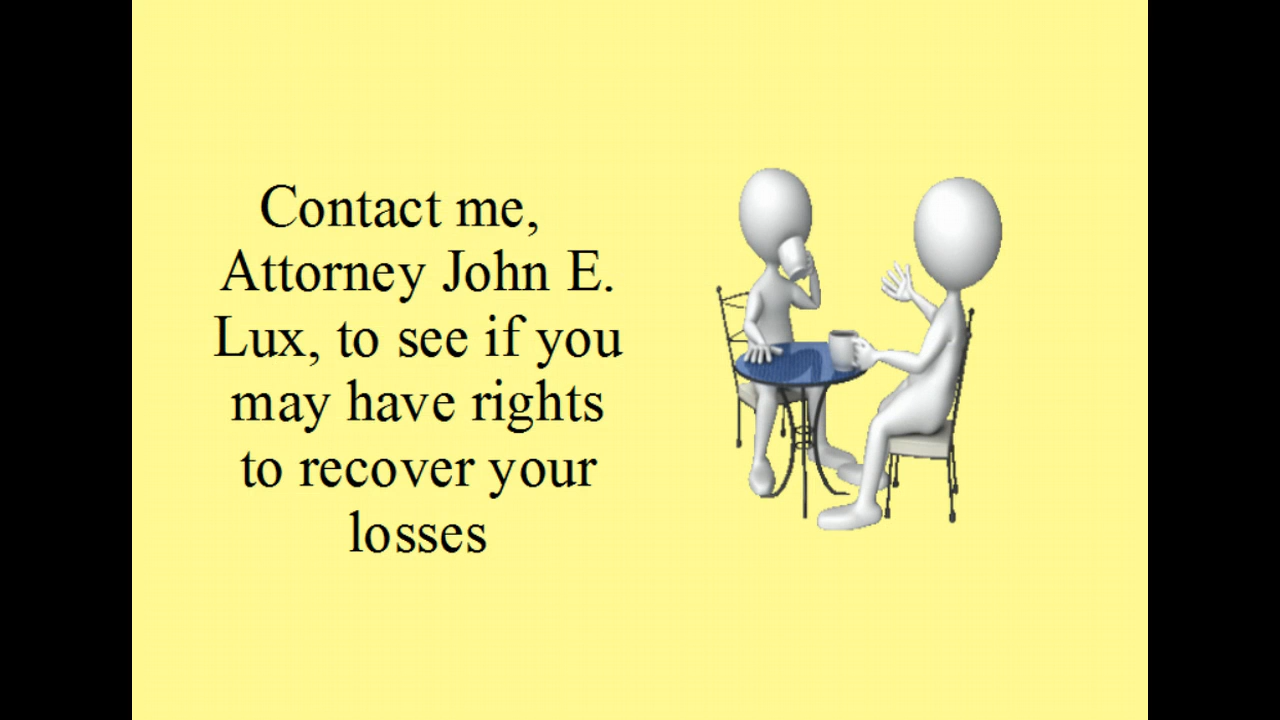 Contact me,
Attorney John E.
Lux, to see if you
may have rights
to recover your
losses